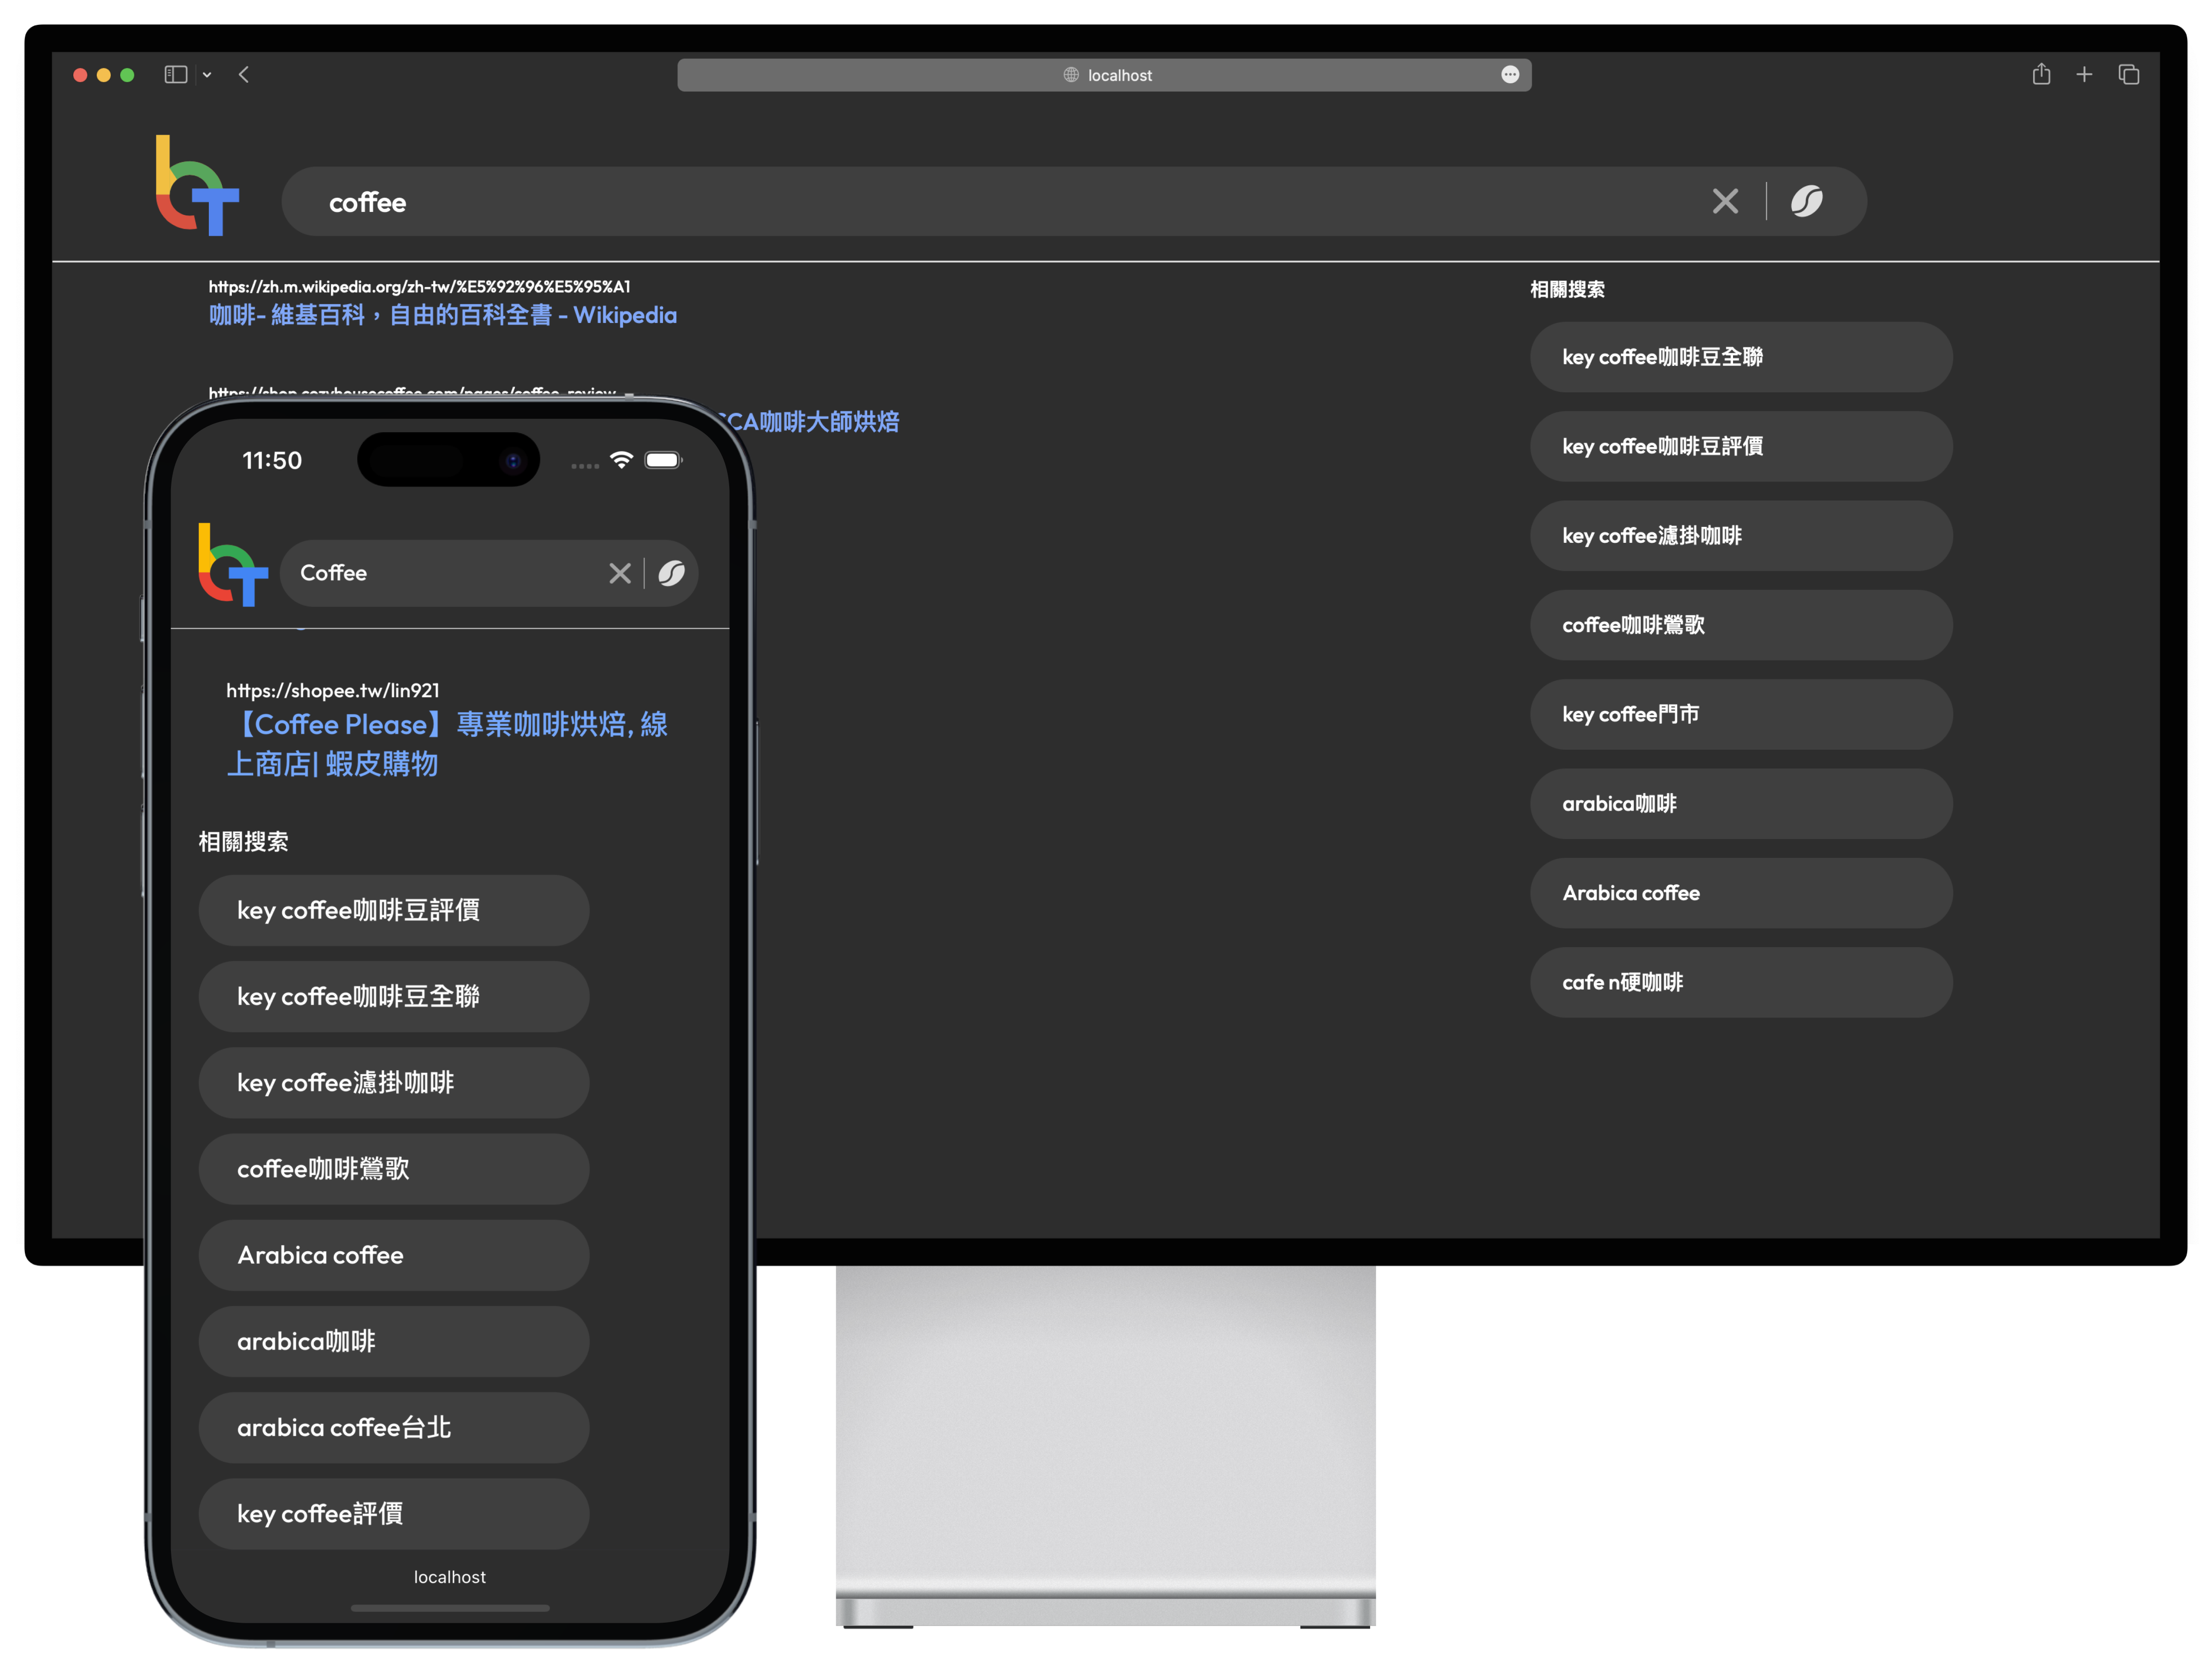 localhost
bT
coffee
https://zh.m.wikipedia.org/zh-tw/%E5%92%96%E5%95%A1
咖啡- 維基百科，自由的百科全書 - Wikipedia
https://shop.cozyhousecoffee.com/pages/coffee_review
CA咖啡大師烘焙
相關搜索
key coffee咖啡豆全聯
key coffee咖啡豆評價
key coffee濾掛咖啡
coffee咖啡鶯歌
key coffee門市
arabica咖啡
Arabica coffee
cafe n硬咖啡
11:50
bT
Coffee
https://shopee.tw/lin921
【Coffee Please】專業咖啡烘焙, 線
上商店| 蝦皮購物
相關搜索
key coffee咖啡豆評價
key coffee咖啡豆全聯
key coffee濾掛咖啡
coffee咖啡鶯歌
Arabica coffee
arabica咖啡
arabica coffee台北
key coffee評價
localhost